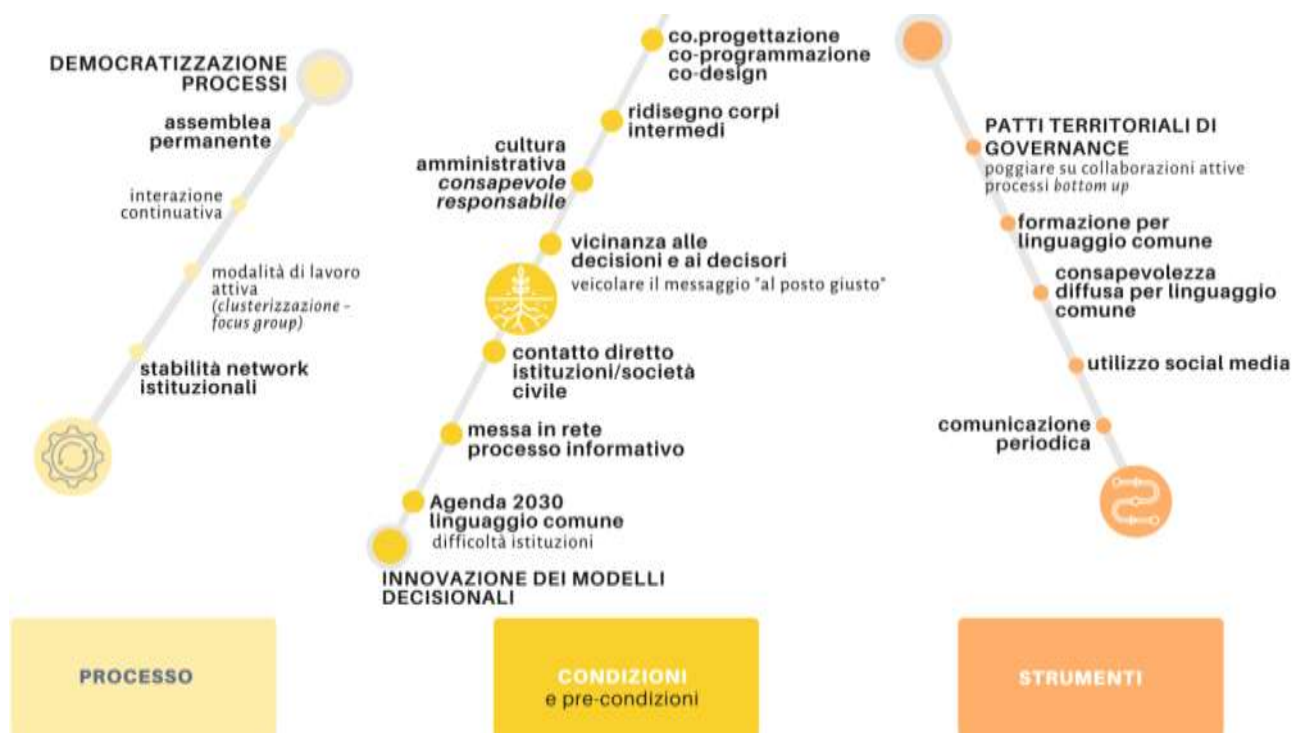 DEMOCRATIZZAZIONE
PROCESSI
assemblea
permanente
interazione
continuativa
modalità di lavoro
attiva
(clusterizzazione -
focus group)
stabilità network
istituzionali
PROCESSO
co.progettazione
co-programmazione
co-design
ridisegno corpi
intermedi
cultura
amministrativa
consapevole
responsabile
vicinanza alle
decisioni e ai decisori
veicolare il messaggio "al posto giusto"
contatto diretto
istituzioni/società
civile
messa in rete
processo informativo
Agenda 2030
linguaggio comune
difficoltà istituzioni
INNOVAZIONE DEI MODELLI
DECISIONALI
CONDIZIONI
e pre-condizioni
PATTI TERRITORIALI DI
GOVERNANCE
poggiare su collaborazioni attive
processi bottom up
formazione per
linguaggio comune
consapevolezza
diffusa per linguaggio
comune
utilizzo social media
comunicazione
periodica
STRUMENTI